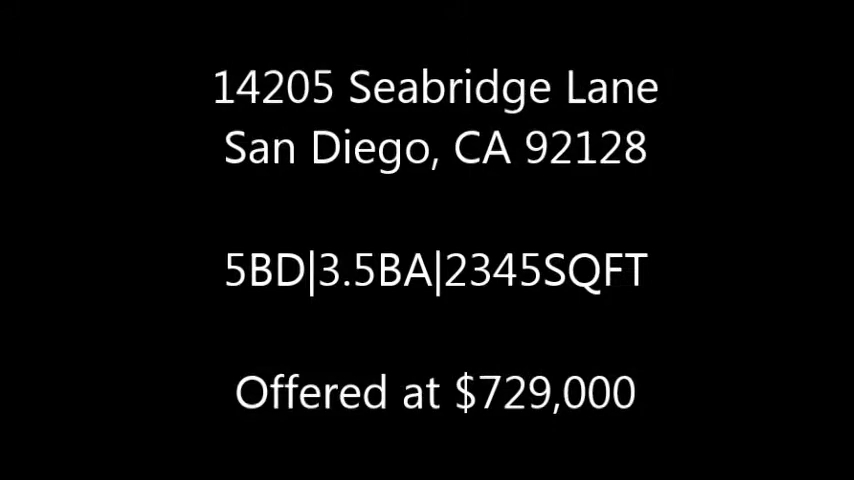 14205 Seabridge Lane
San Diego, CA 92128
5BD|3.5BA|2345SQFT
Offered at $729,000